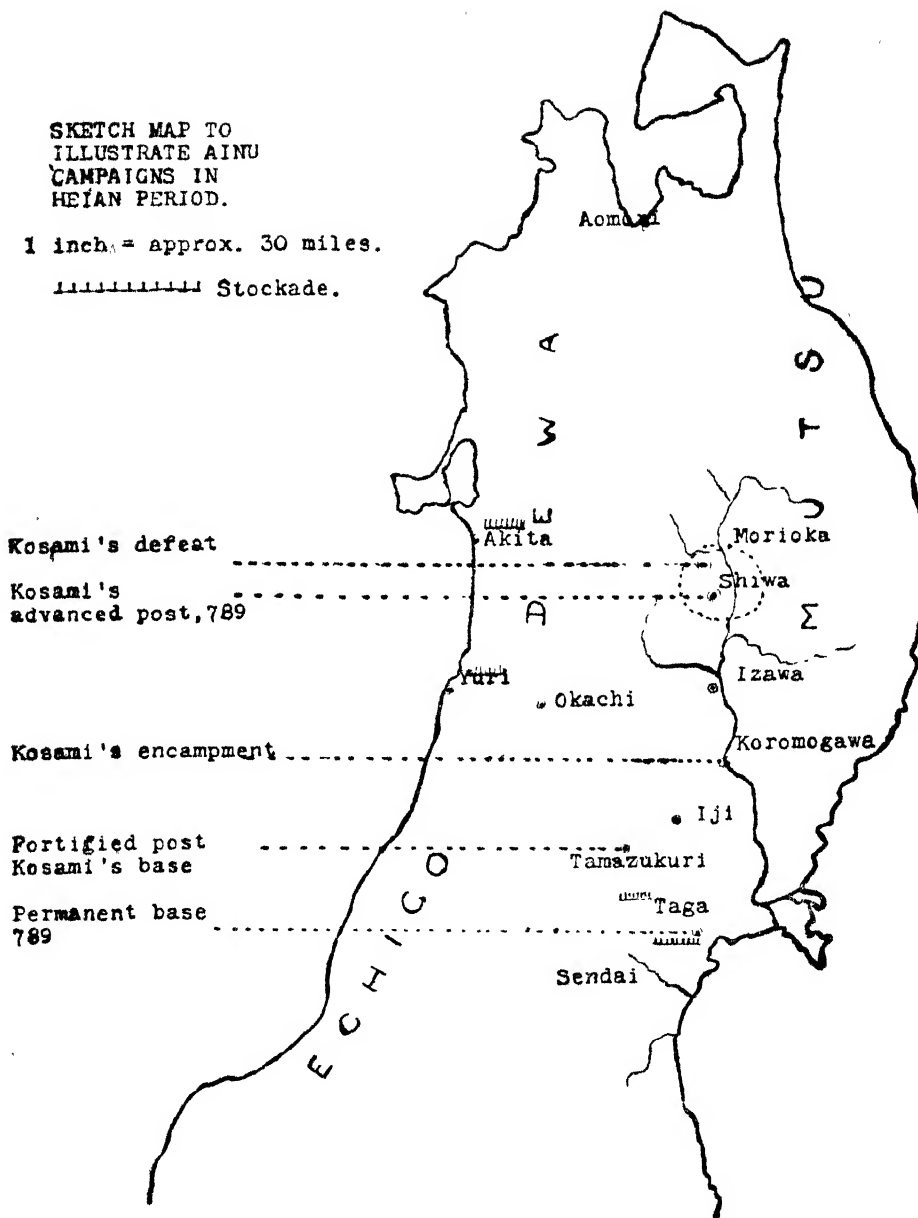 SKETCH MAP TO
ILLUSTRATE AINU
CAMPAIGNS IN
HEIAN PERIOD.
1 inch = approx. 30 miles.
Stockade.
Aomori
DEWA
MUTSU
Akita
Morioka
Kosami's defeat
Shiwa
Kosami's
advanced post, 789
Yuri
Izawa
Okachi
Koromogawa
Kosami's encampment
Iji
Fortified post
Kosami's base
Tamazukuri
Taga
Permanent base
789
Sendai
ECHIGO